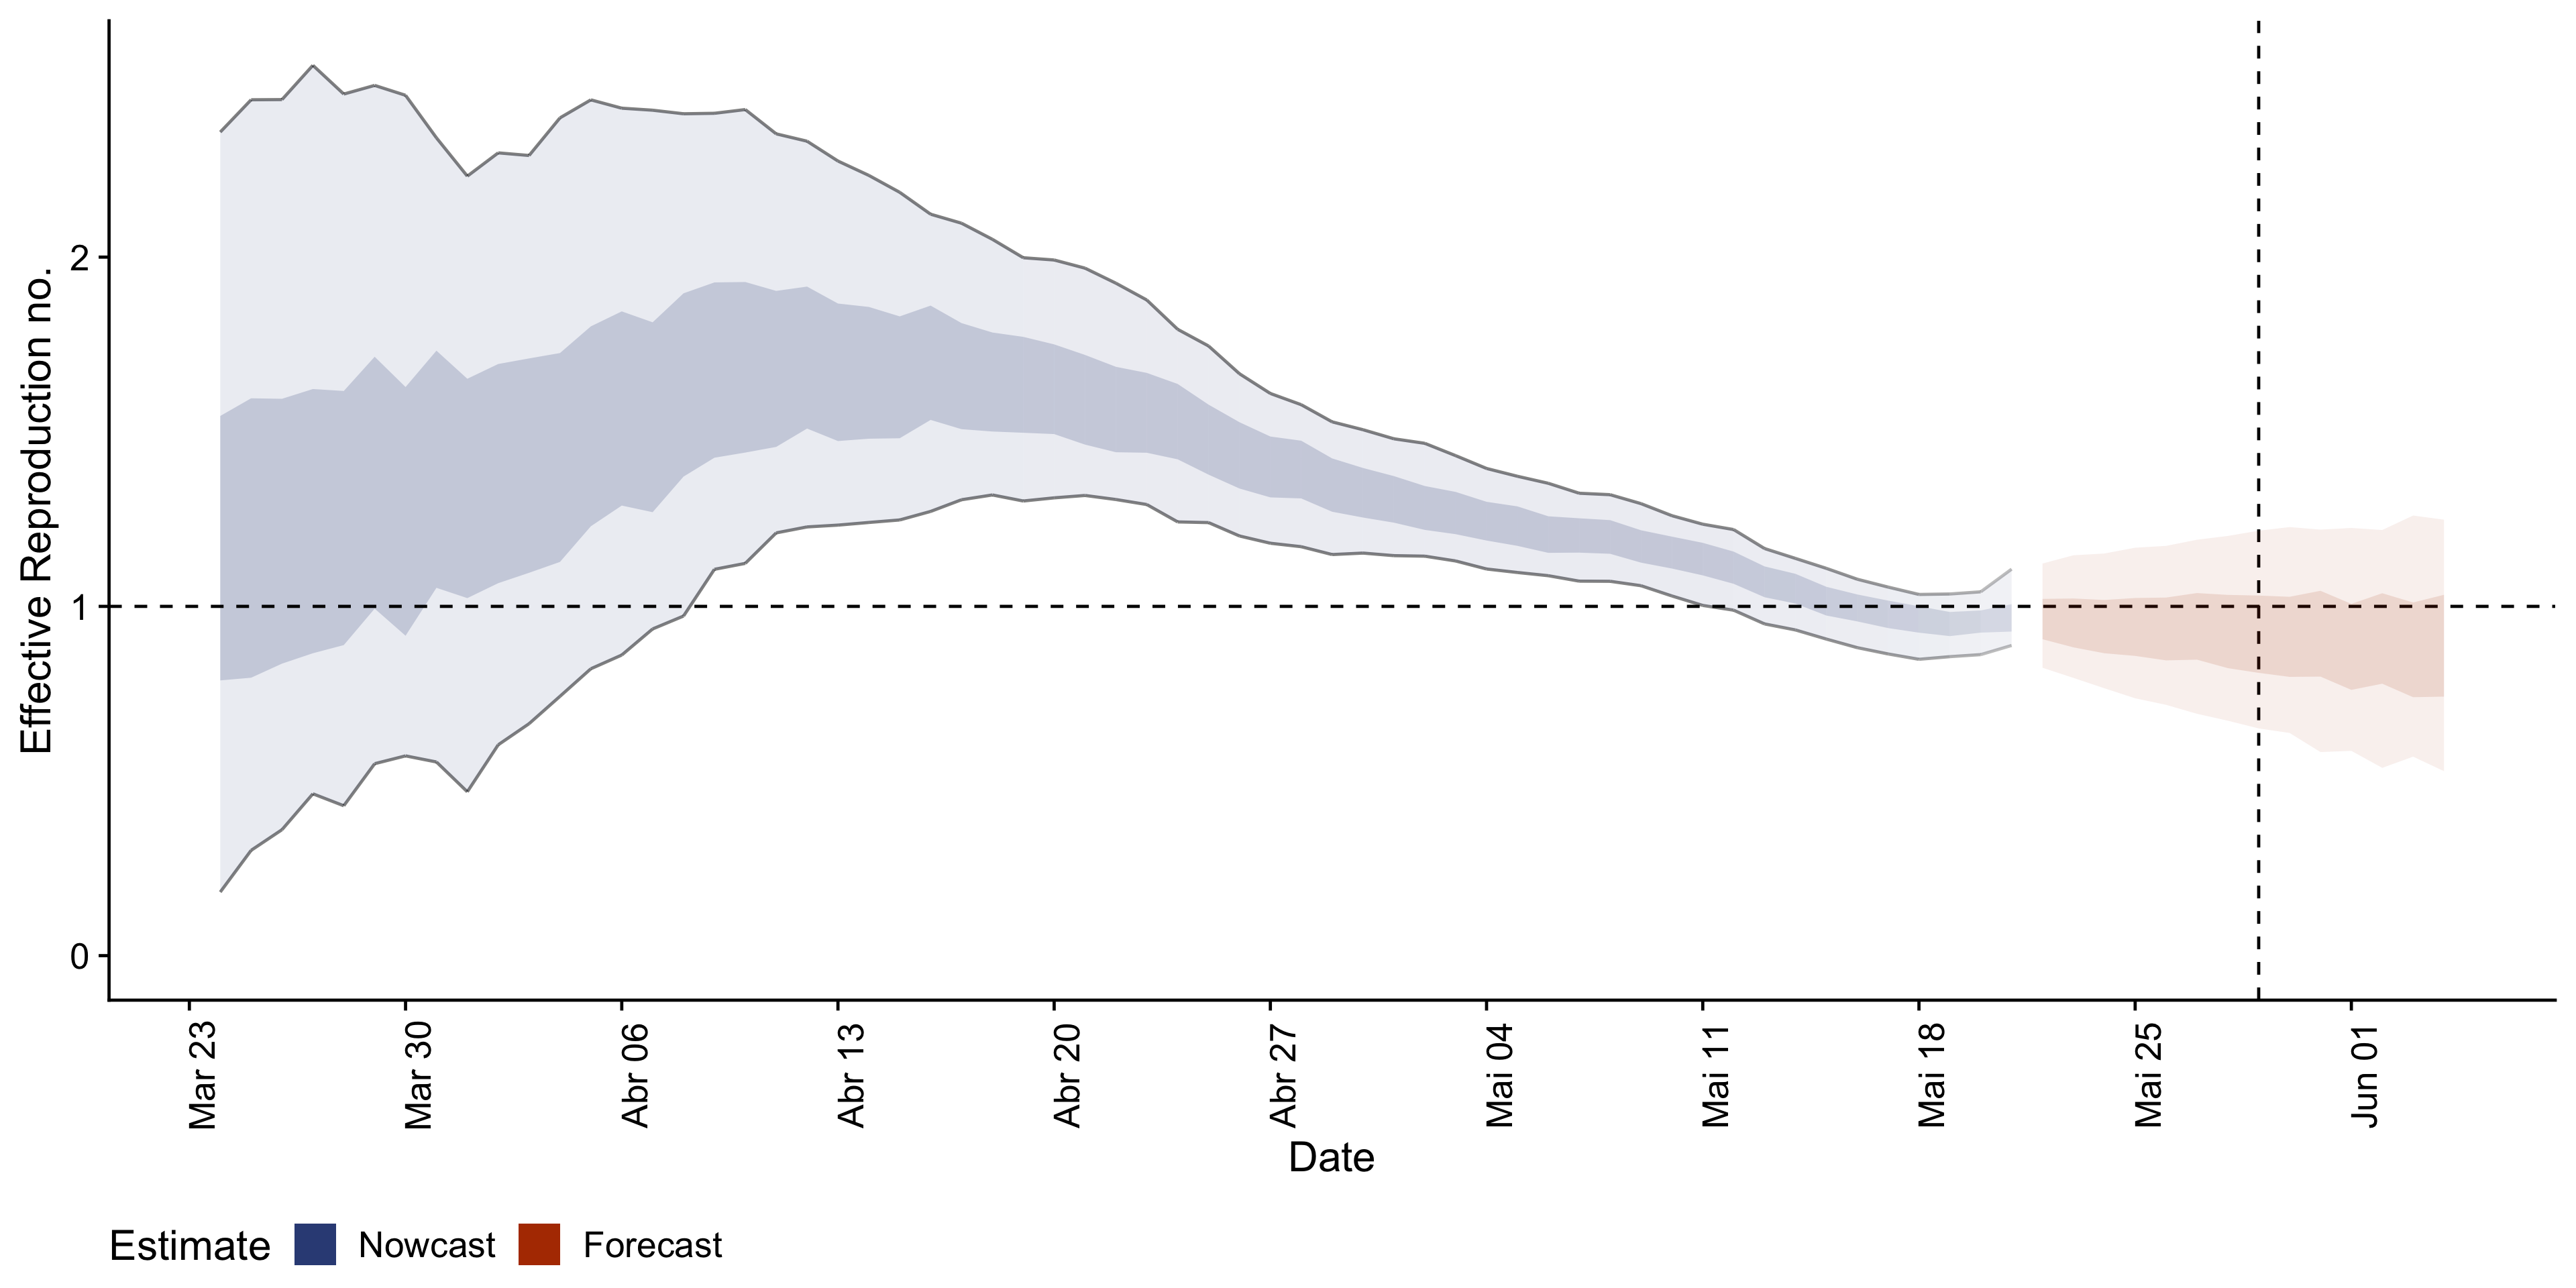 Effective Reproduction no.
2
1
0
Mar 23
Mar 30
Abr 06
Abr 13
Abr 20
Abr 27
Mai 04
Mai 11
Mai 18
Mai 25
Jun 01
Date
Estimate Nowcast Forecast